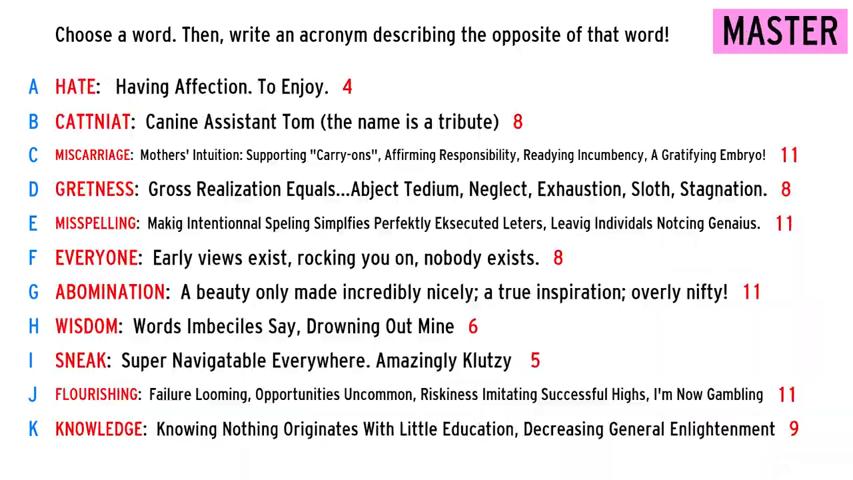 Choose a word. Then, write an acronym describing the opposite of that word! MASTER
A HATE: Having Affection. To Enjoy. 4
B CATTNIAT: Canine Assistant Tom (the name is a tribute) 8
C MISCARRIAGE: Mothers' Intuition: Supporting "Carry-ons", Affirming Responsibility, Readying Incumbency, A Gratifying Embryo! 11
D GRETNESS: Gross Realization Equals...Abject Tedium, Neglect, Exhaustion, Sloth, Stagnation. 8
E MISSPELLING: Makig Intentionnal Speling Simplfies Perfektly Eksecuted Leters, Leavig Individals Notcing Genaius. 11
F EVERYONE: Early views exist, rocking you on, nobody exists. 8
G ABOMINATION: A beauty only made incredibly nicely; a true inspiration; overly nifty! 11
H WISDOM: Words Imbeciles Say, Drowning Out Mine 6
I SNEAK: Super Navigatable Everywhere. Amazingly Klutzy 5
J FLOURISHING: Failure Looming, Opportunities Uncommon, Riskiness Imitating Successful Highs, I'm Now Gambling 11
K KNOWLEDGE: Knowing Nothing Originates With Little Education, Decreasing General Enlightenment 9